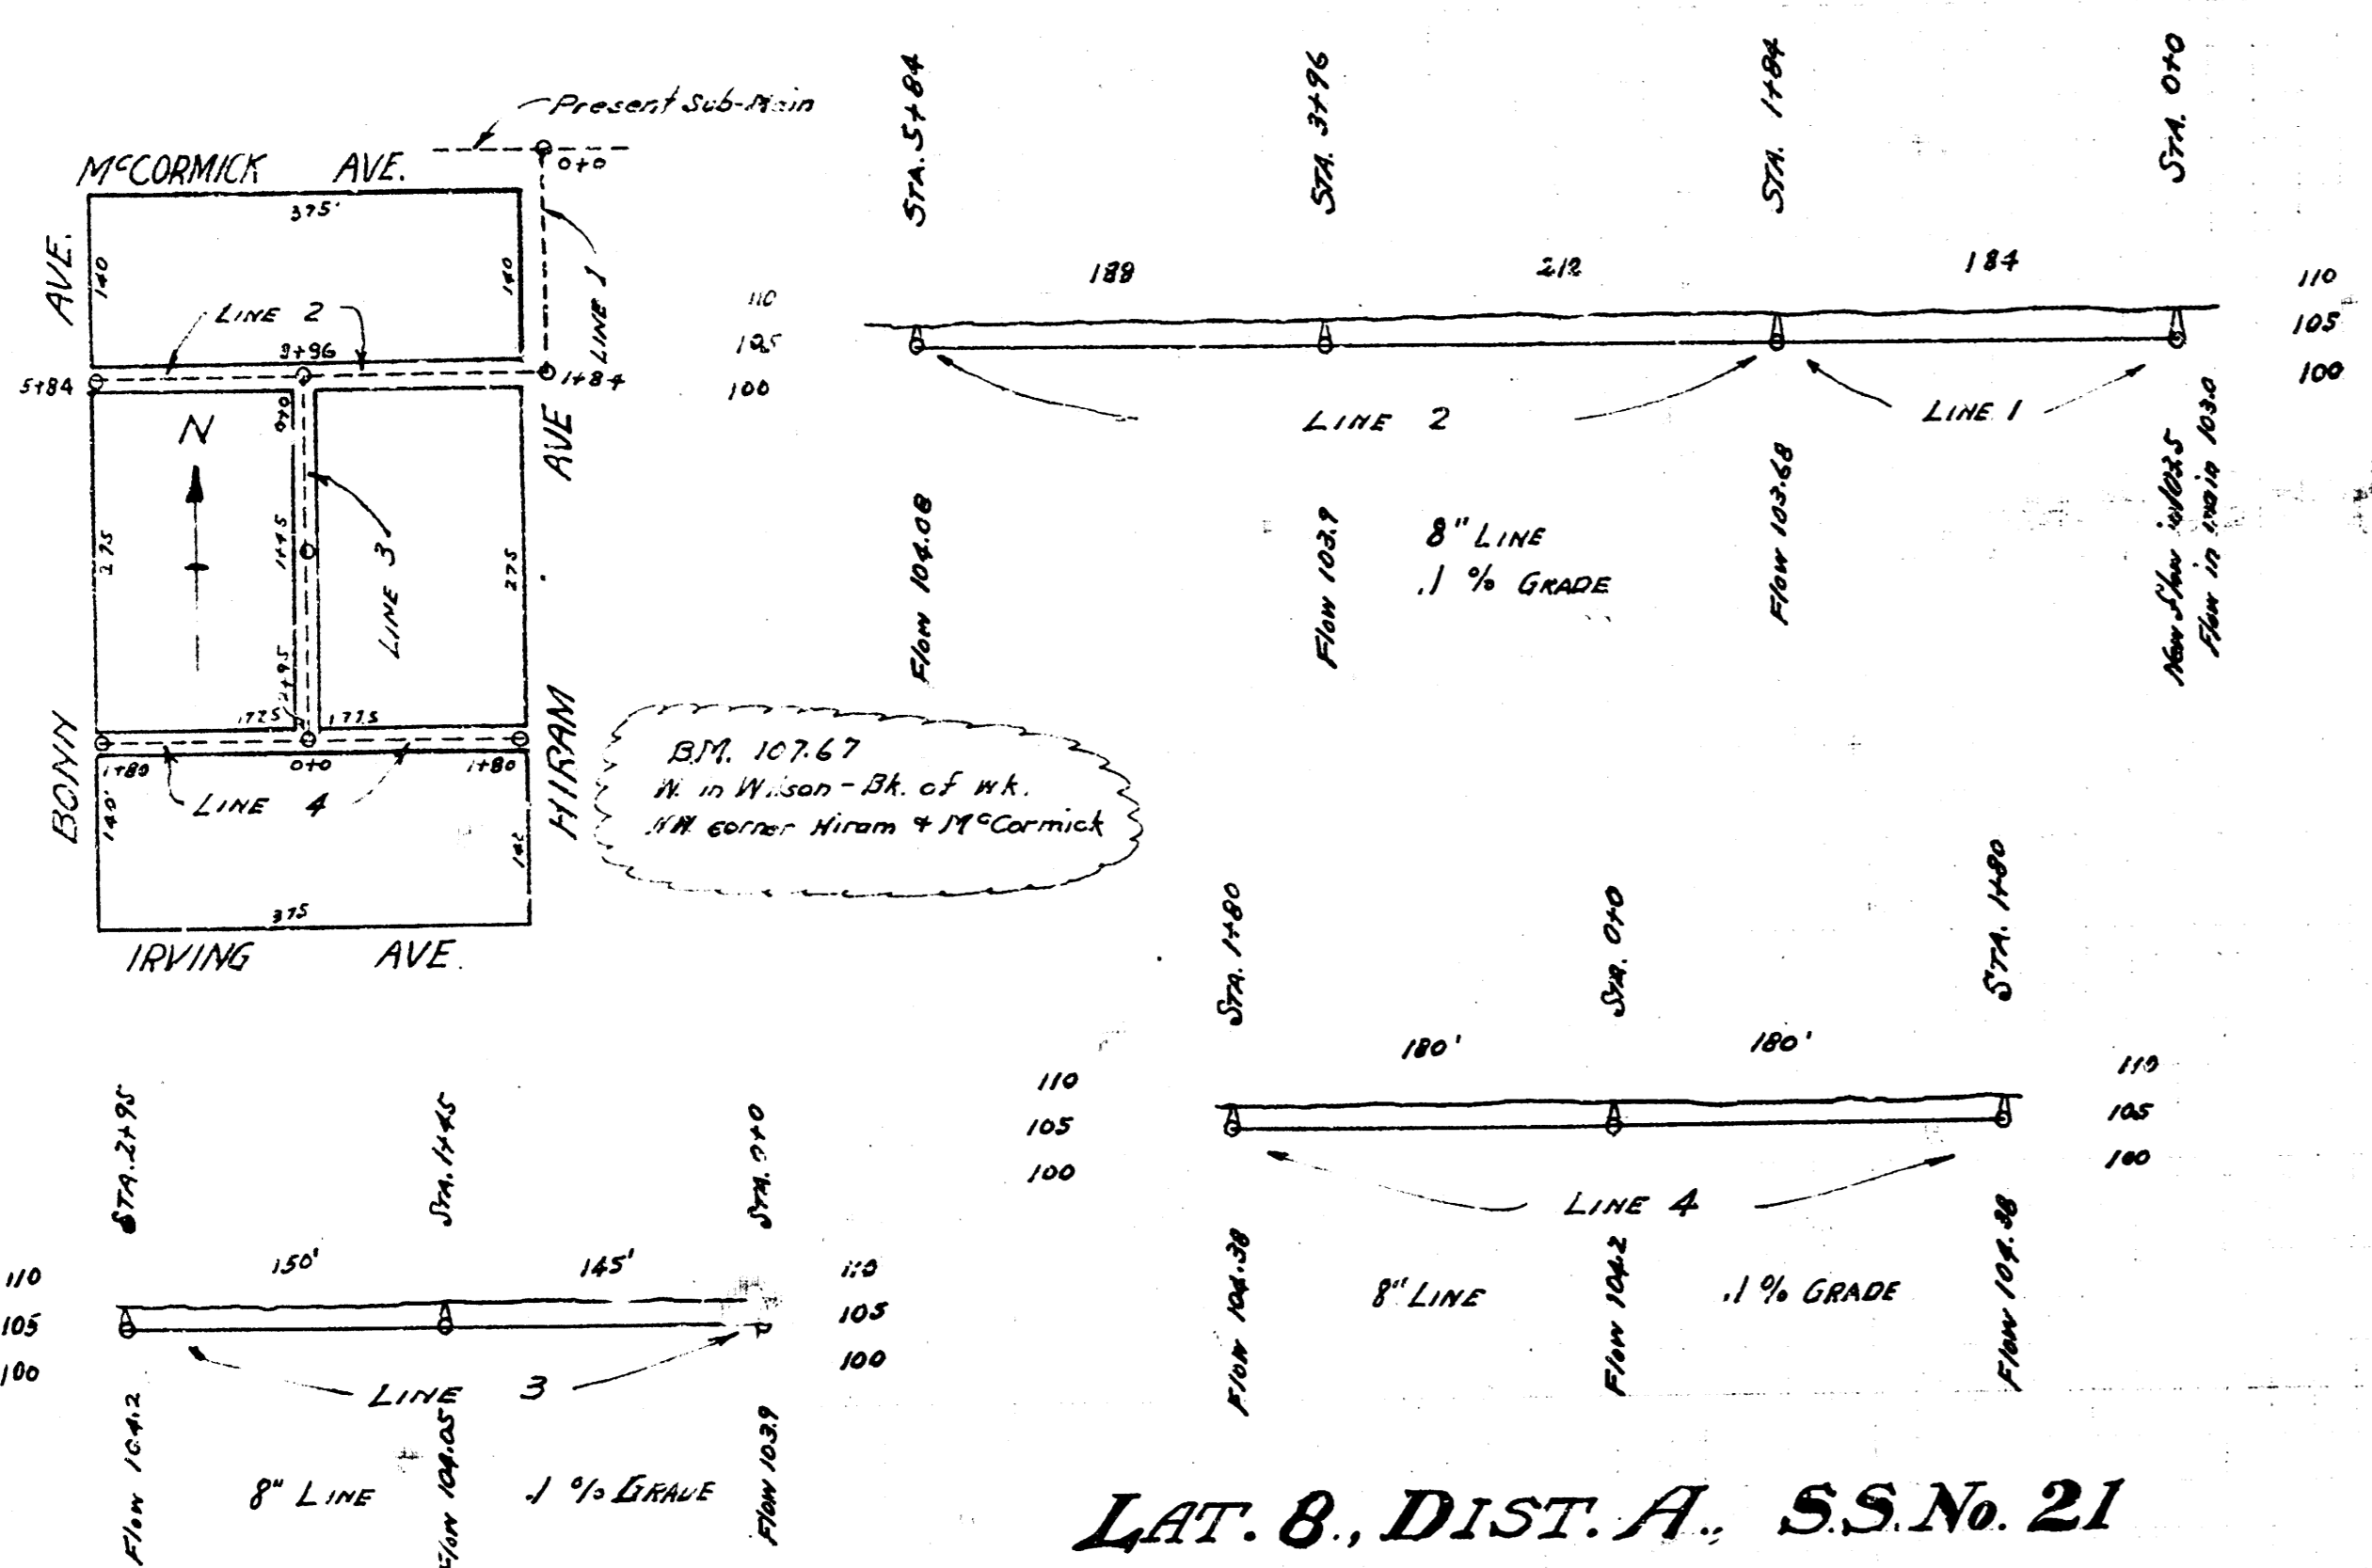 Present Sub-Main
0+0
McCORMICK AVE.
375'
AVE.
140
140
LINE 1
LINE 2
3+96
5+84
1+84
0+0
N
AVE
275
1+45
LINE 3
275
2+95
172.5
177.5
BONN
HIRAM
1+80
0+0
1+80
LINE 4
140'
375
IRVING AVE.
B.M. 107.67
N. in Wilson - Bk. of wk.
corner Hiram & McCormick
STA. 5+84
STA. 3+96
STA. 1+84
STA. 0+0
188
212
184
110
105
100
110
105
100
LINE 2
LINE 1
Flow 104.08
Flow 103.9
8" LINE
.1 % GRADE
Flow 103.68
Flow in main 103.0
STA. 1+80
STA. 0+0
STA. 1+80
180'
180'
110
105
100
110
105
100
LINE 4
Flow 104.38
8" LINE
Flow 104.2
.1 % GRADE
Flow 104.38
STA. 2+95
STA. 1+45
STA. 0+0
150'
145'
110
105
100
110
105
100
LINE 3
Flow 104.2
8" LINE
Flow 104.05
.1 % GRADE
Flow 103.9
LAT. 8., DIST. A., S.S. No. 21